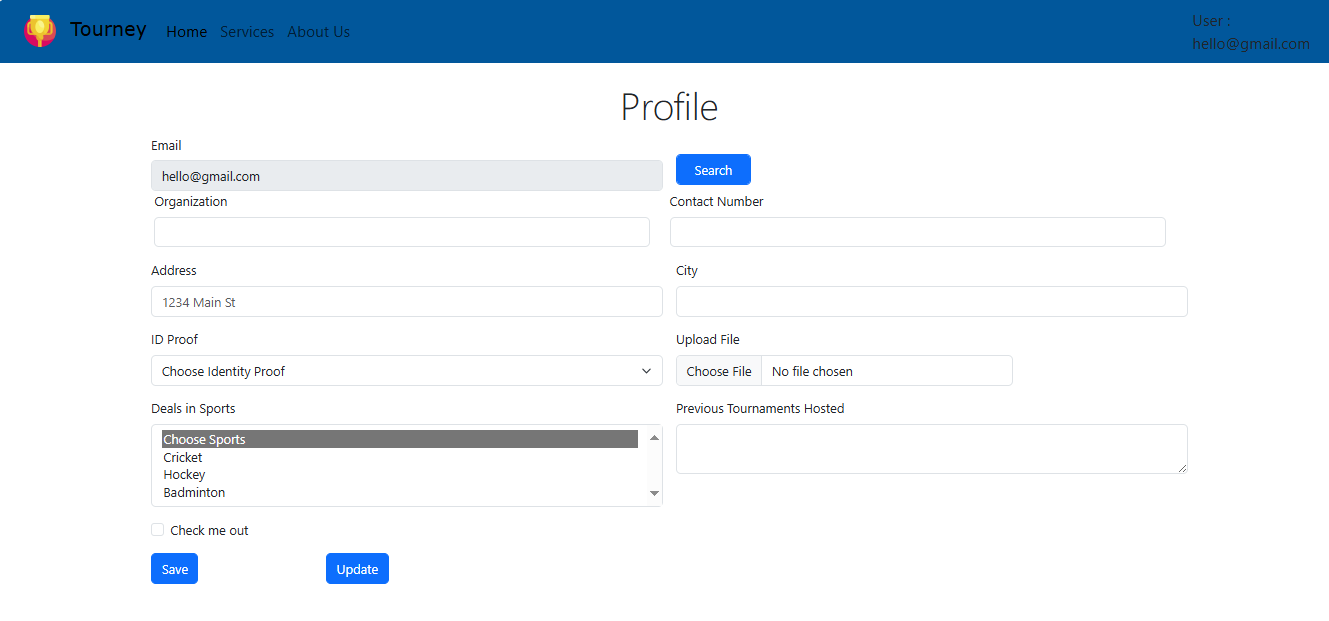 Tourney Home Services About Us
User :
hello@gmail.com
Profile
Email
hello@gmail.com
Search
Organization
Contact Number
Address
City
1234 Main St
ID Proof
Upload File
Choose Identity Proof
Choose File No file chosen
Deals in Sports
Previous Tournaments Hosted
Choose Sports
Cricket
Hockey
Badminton
Check me out
Save
Update